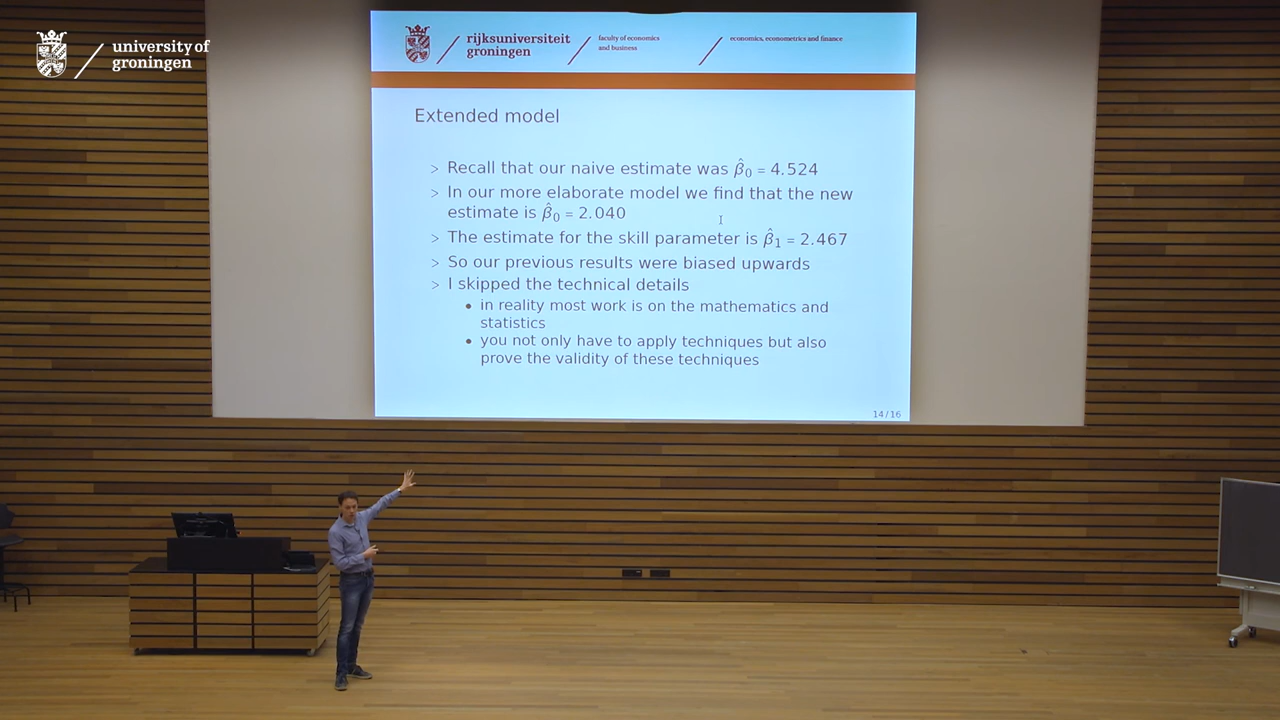 university of
groningen
rijksuniversiteit
groningen
faculty of economics
and business
economics, econometrics and finance
Extended model
> Recall that our naive estimate was β̂₀ = 4.524
> In our more elaborate model we find that the new
estimate is β̂₀ = 2.040
> The estimate for the skill parameter is β̂₁ = 2.467
> So our previous results were biased upwards
> I skipped the technical details
• in reality most work is on the mathematics and
statistics
• you not only have to apply techniques but also
prove the validity of these techniques
14/16